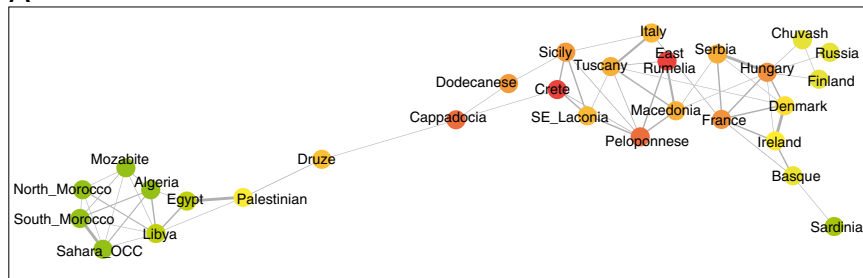 Italy
Chuvash
Sicily
East
Rumelia
Serbia
Russia
Tuscany
Hungary
Finland
Dodecanese
Crete
Denmark
Cappadocia
SE_Laconia
Macedonia
France
Peloponnese
Ireland
Druze
Mozabite
Basque
Algeria
North_Morocco
Egypt
Palestinian
South_Morocco
Libya
Sardinia
Sahara_OCC